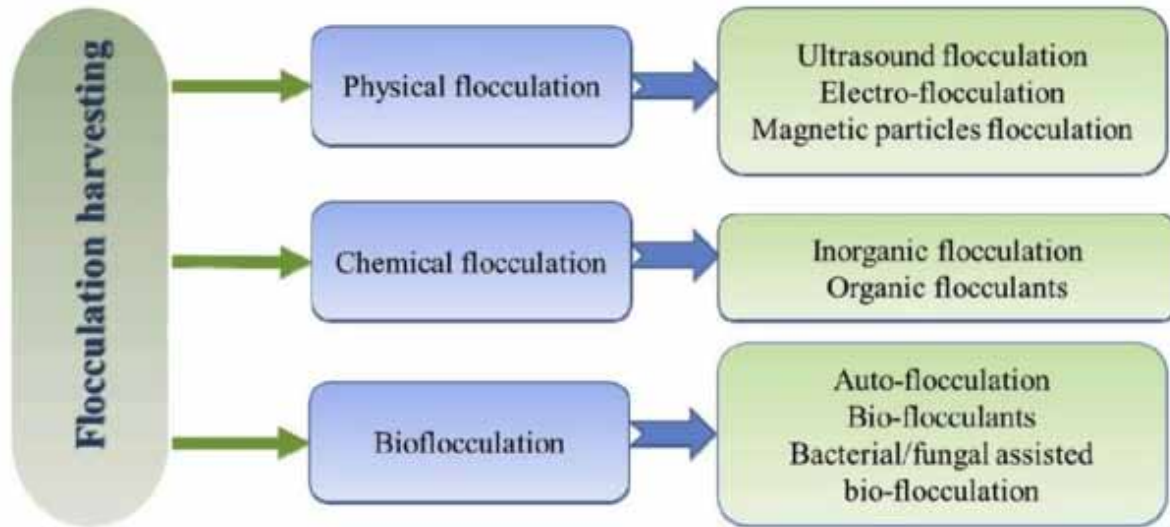 Flocculation harvesting
Physical flocculation
Ultrasound flocculation
Electro-flocculation
Magnetic particles flocculation
Chemical flocculation
Inorganic flocculation
Organic flocculants
Bioflocculation
Auto-flocculation
Bio-flocculants
Bacterial/fungal assisted
bio-flocculation